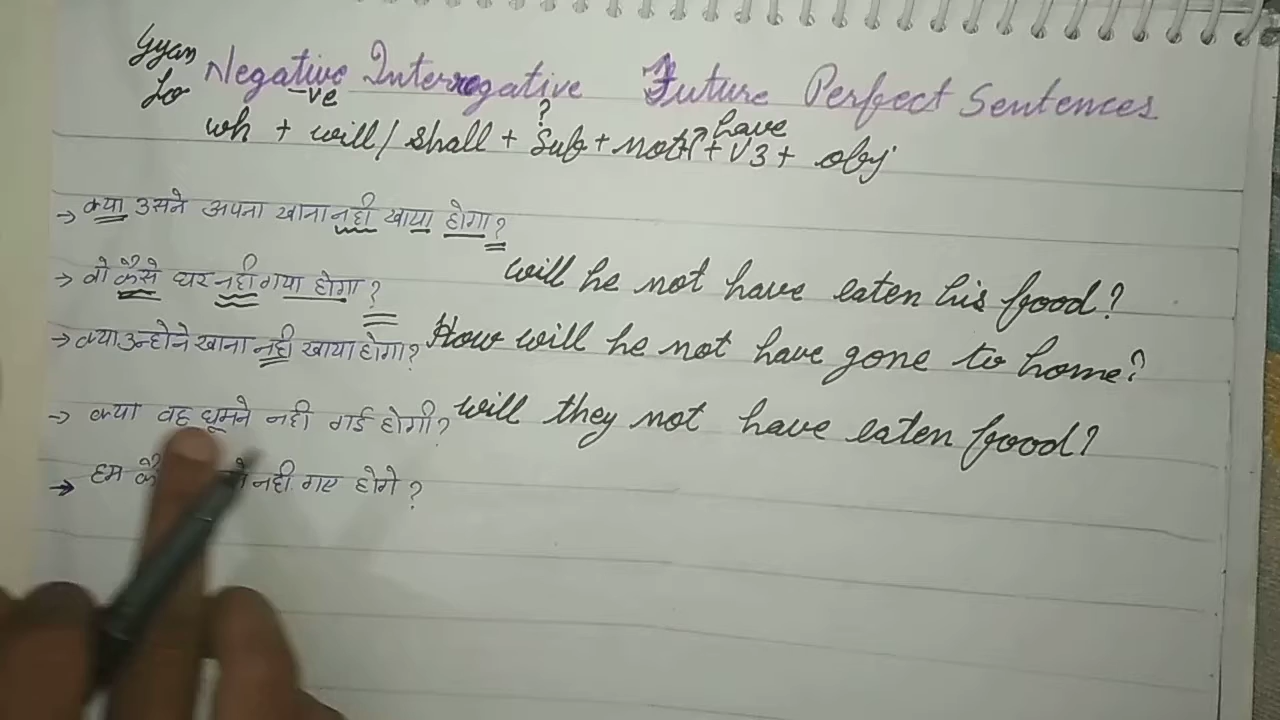 Gyan
Lo
Negative Interrogative Future Perfect Sentences
-ve ?
wh + will/shall + Sub + not + have + V3 + obj
→ क्या उसने अपना खाना नही खाया होगा?
will he not have eaten his food?
→ वो कैसे घर नही गया होगा?
How will he not have gone to home?
→ क्या उन्होने खाना नही खाया होगा?
will they not have eaten food?
→ क्या वह घूमने नही गई होगी?
→ हम नही गए होगे?